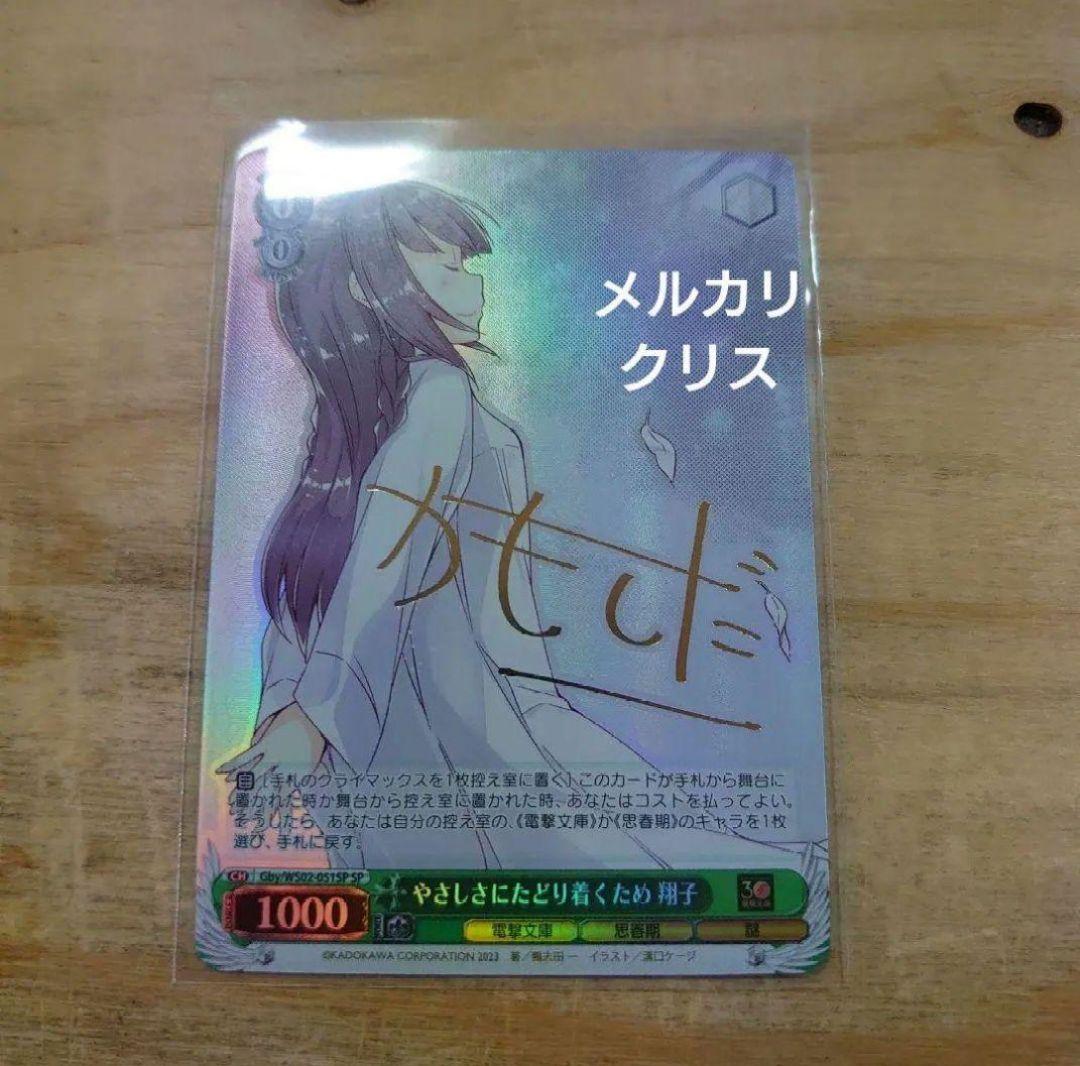 0
メルカリ
クリス
かもしだ
自【手札のクライマックスを1枚控え室に置く】このカードが手札から舞台に
置かれた時か舞台から控え室に置かれた時、あなたはコストを払ってよい。
そうしたら、あなたは自分の控え室の、《電撃文庫》か《思春期》のキャラを1枚
選び、手札に戻す。
CH Gby/WS02-051SP SP
やさしさにたどり着くため 翔子
30
1000
電撃文庫 思春期 謎
©KADOKAWA CORPORATION 2023 著／鴨志田 一 イラスト／溝口ケージ